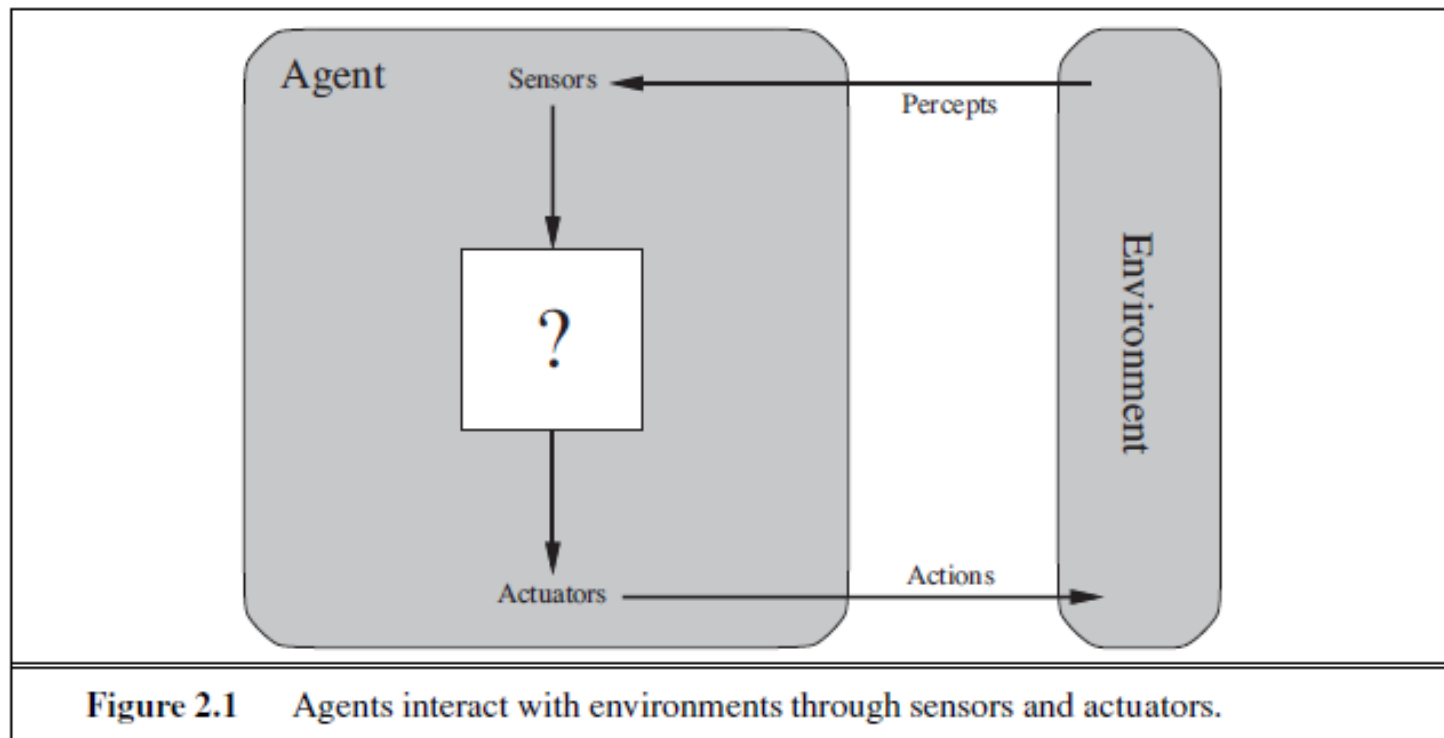 Agent
Sensors
Percepts
?
Environment
Actuators
Actions
Figure 2.1 Agents interact with environments through sensors and actuators.